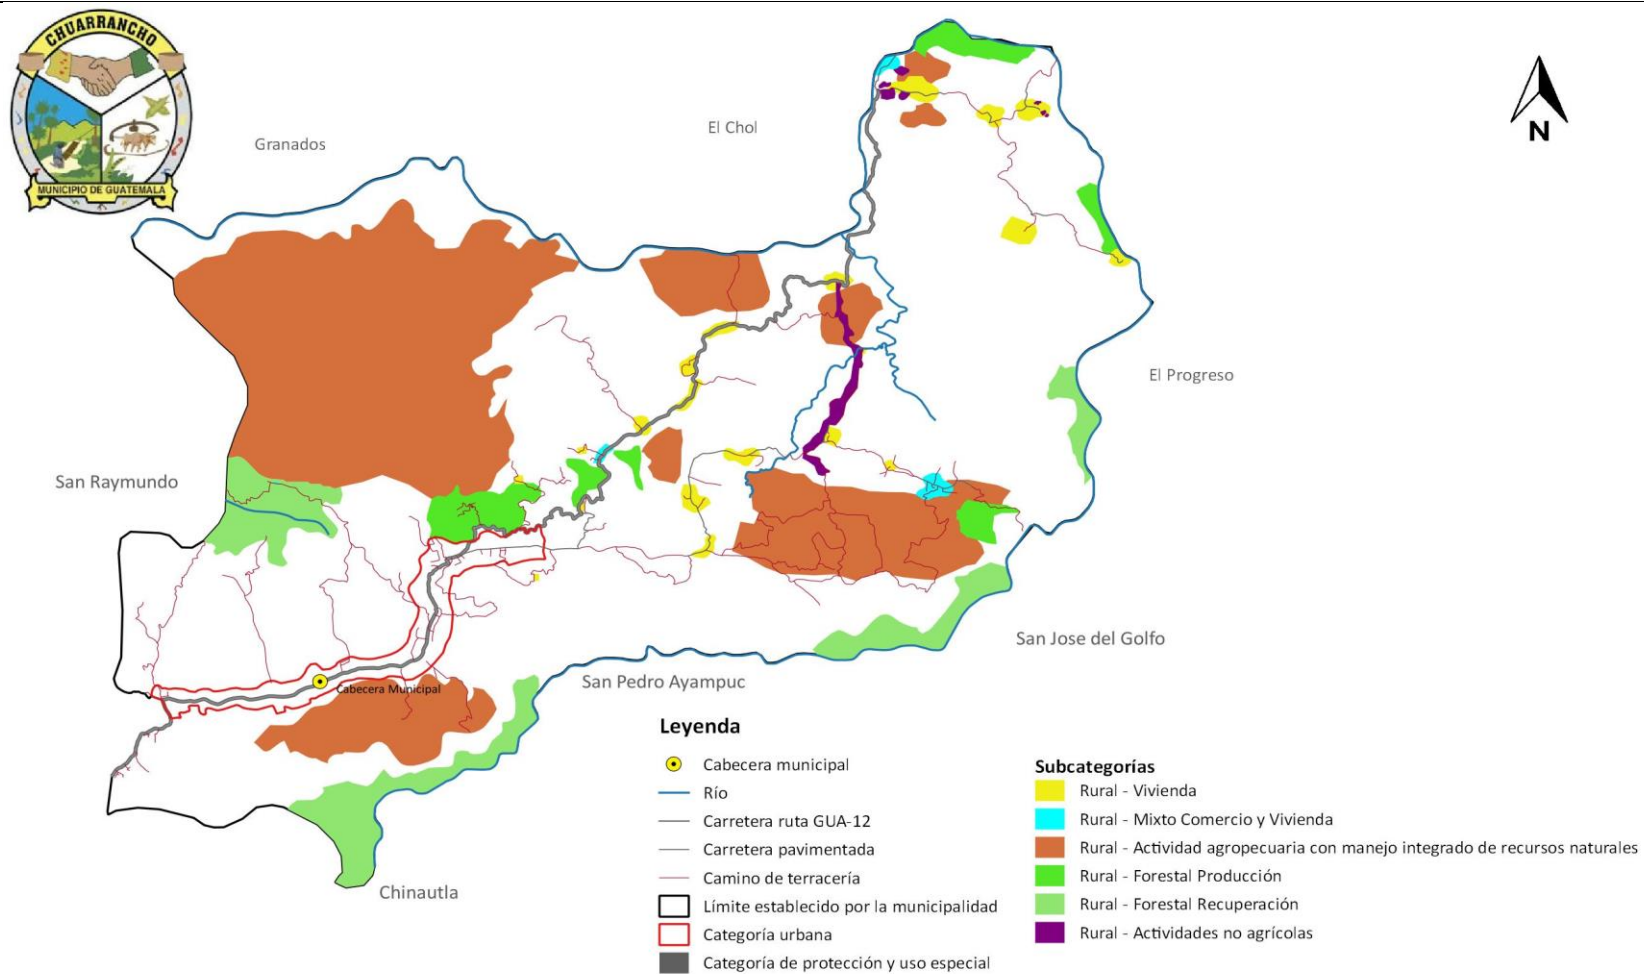 CHUARRANCHO
MUNICIPIO DE GUATEMALA
Granados
El Chol
N
El Progreso
San Raymundo
San Jose del Golfo
San Pedro Ayampuc
Cabecera Municipal
Chinautla
Leyenda
Cabecera municipal
Río
Carretera ruta GUA-12
Carretera pavimentada
Camino de terracería
Límite establecido por la municipalidad
Categoría urbana
Categoría de protección y uso especial
Subcategorías
Rural - Vivienda
Rural - Mixto Comercio y Vivienda
Rural - Actividad agropecuaria con manejo integrado de recursos naturales
Rural - Forestal Producción
Rural - Forestal Recuperación
Rural - Actividades no agrícolas